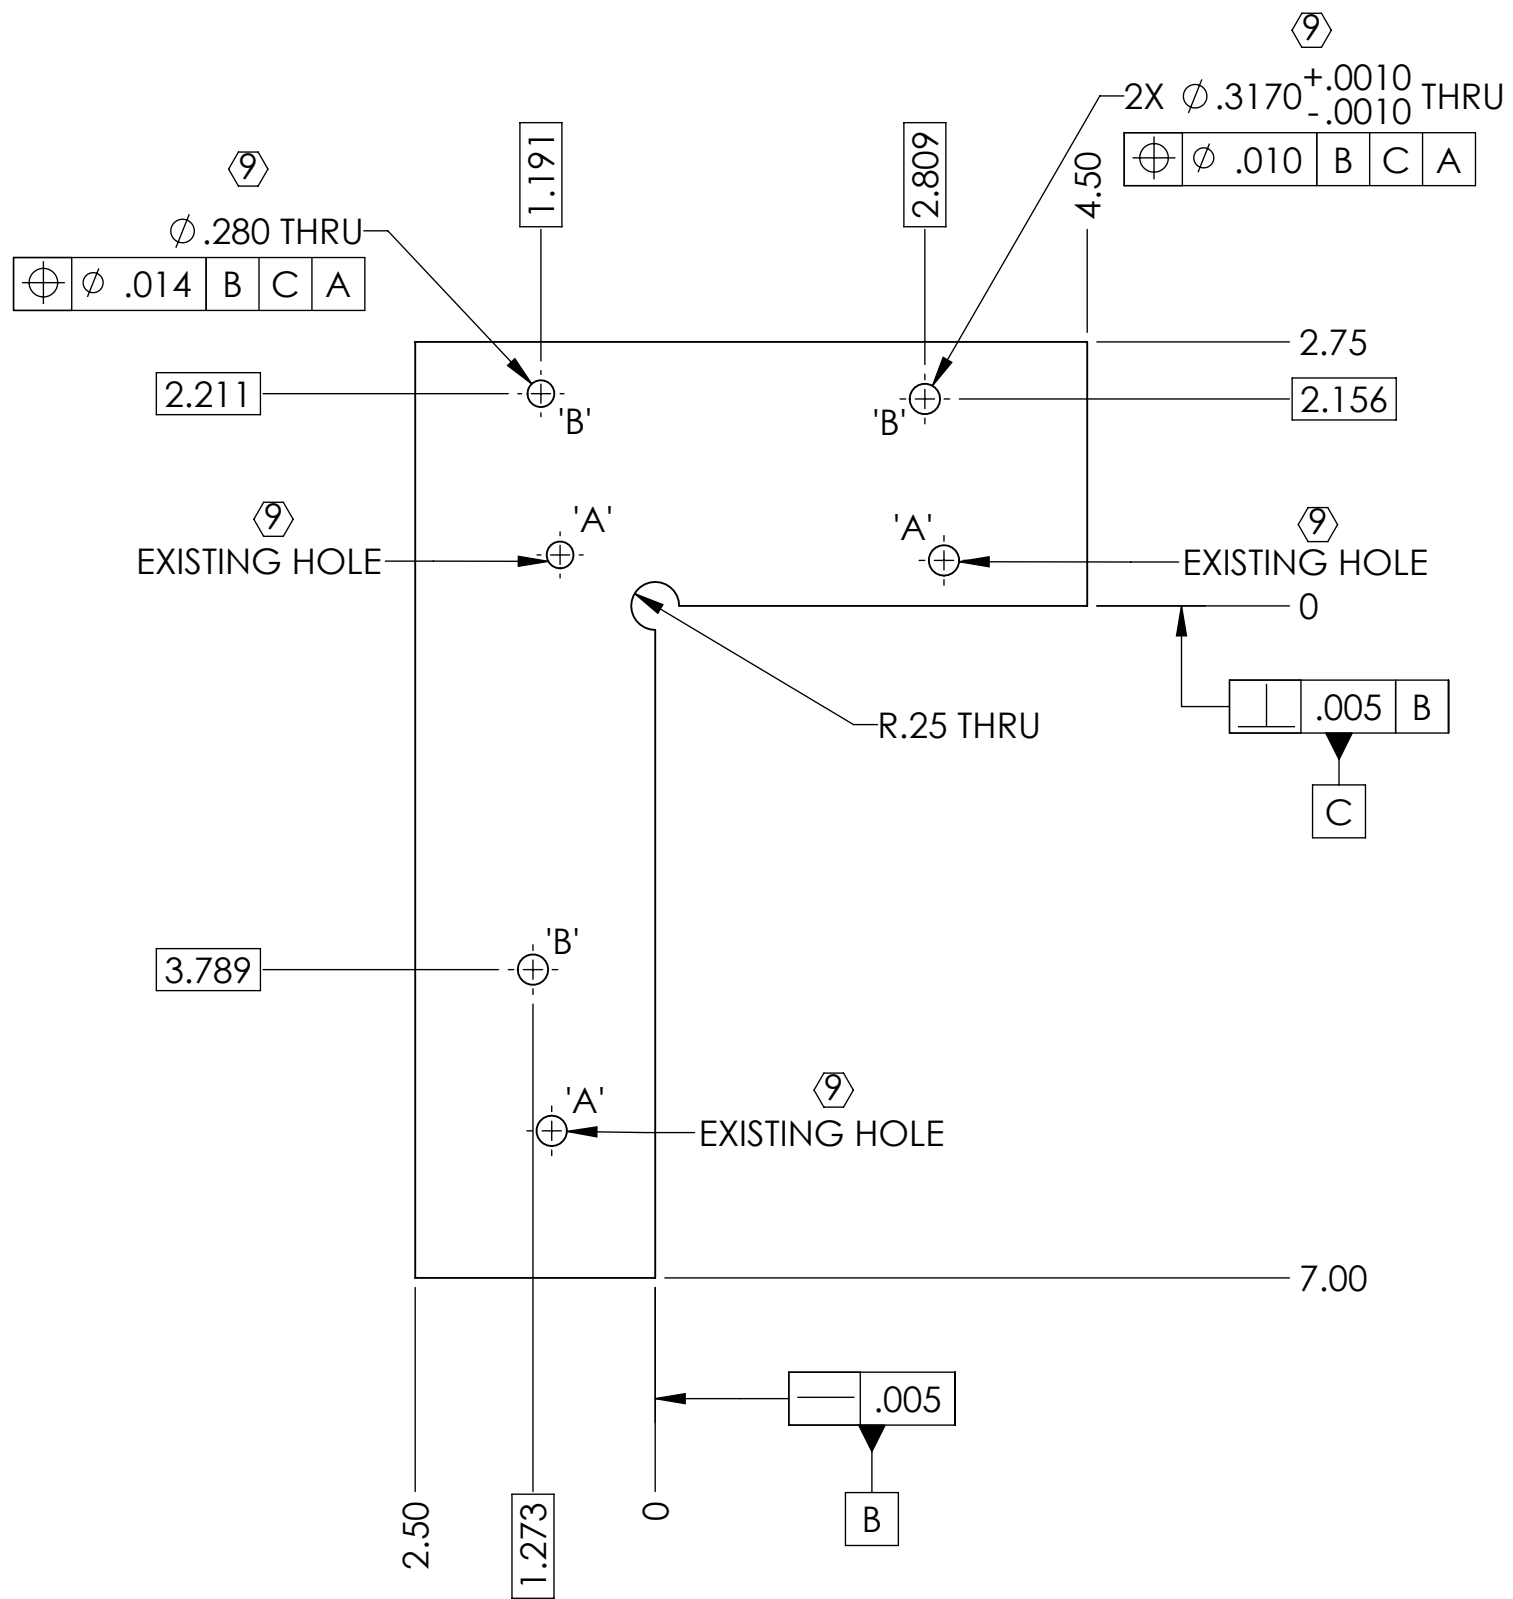 9
2X ⌀ .3170 +.0010 -.0010 THRU
⌖ ⌀ .010 B C A
9
⌀ .280 THRU
⌖ ⌀ .014 B C A
1.191
2.809
4.50
2.75
2.211
2.156
'B'
'B'
9
EXISTING HOLE
'A'
'A'
9
EXISTING HOLE
0
R.25 THRU
⟂ .005 B
C
3.789
'B'
'A'
9
EXISTING HOLE
7.00
⏤ .005
B
2.50
1.273
0